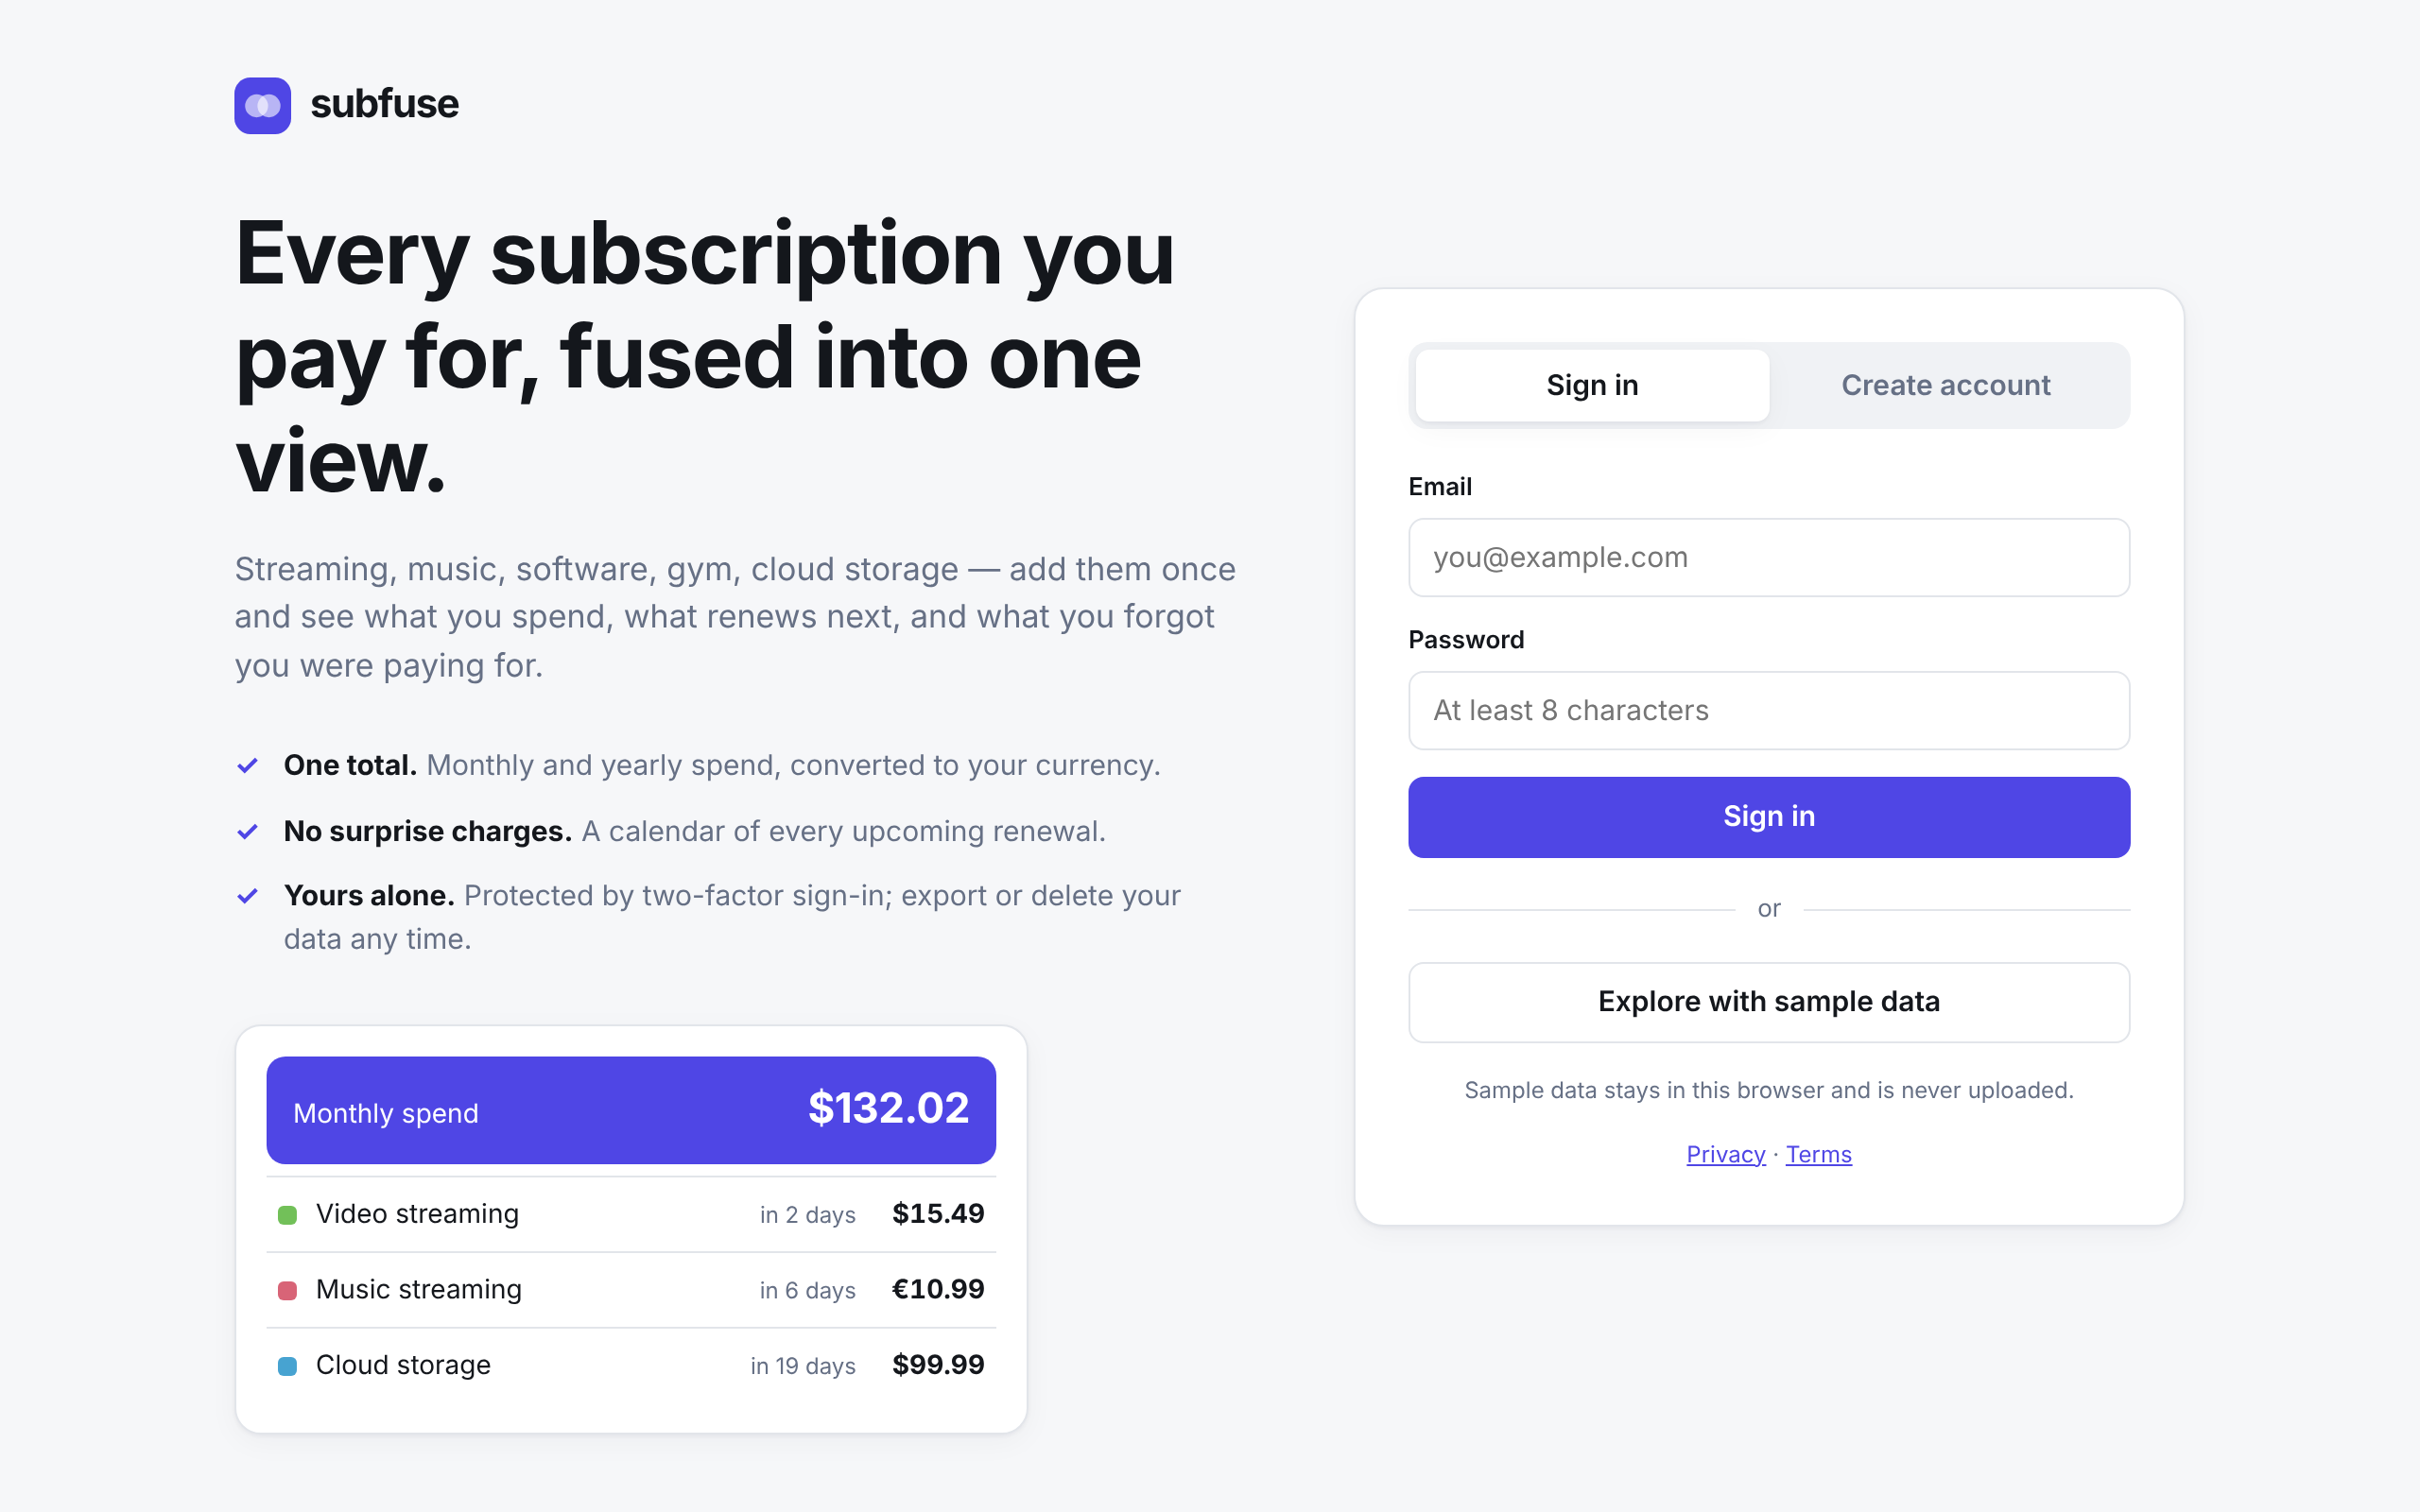 subfuse
Every subscription you
pay for, fused into one
view.
Streaming, music, software, gym, cloud storage — add them once
and see what you spend, what renews next, and what you forgot
you were paying for.
One total. Monthly and yearly spend, converted to your currency.
No surprise charges. A calendar of every upcoming renewal.
Yours alone. Protected by two-factor sign-in; export or delete your
data any time.
Monthly spend $132.02
Video streaming in 2 days $15.49
Music streaming in 6 days €10.99
Cloud storage in 19 days $99.99
Sign in Create account
Email
you@example.com
Password
At least 8 characters
Sign in
or
Explore with sample data
Sample data stays in this browser and is never uploaded.
Privacy · Terms